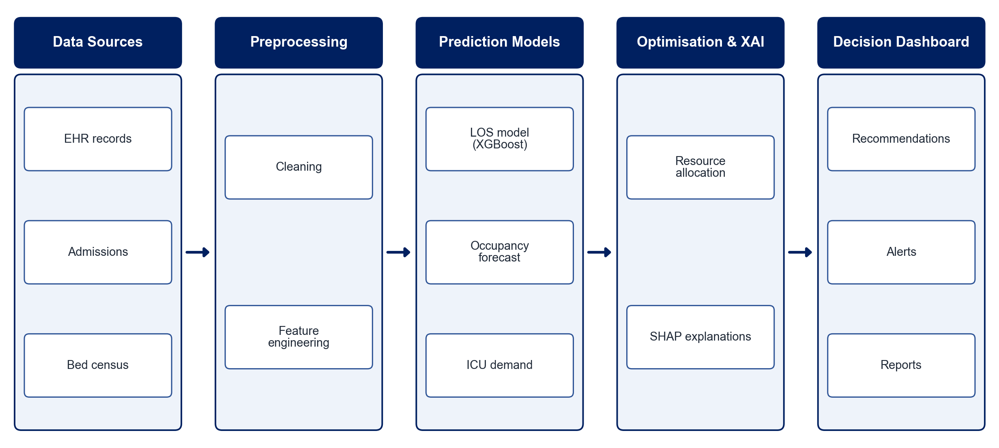 Data Sources
EHR records
Admissions
Bed census
Preprocessing
Cleaning
Feature
engineering
Prediction Models
LOS model
(XGBoost)
Occupancy
forecast
ICU demand
Optimisation & XAI
Resource
allocation
SHAP explanations
Decision Dashboard
Recommendations
Alerts
Reports